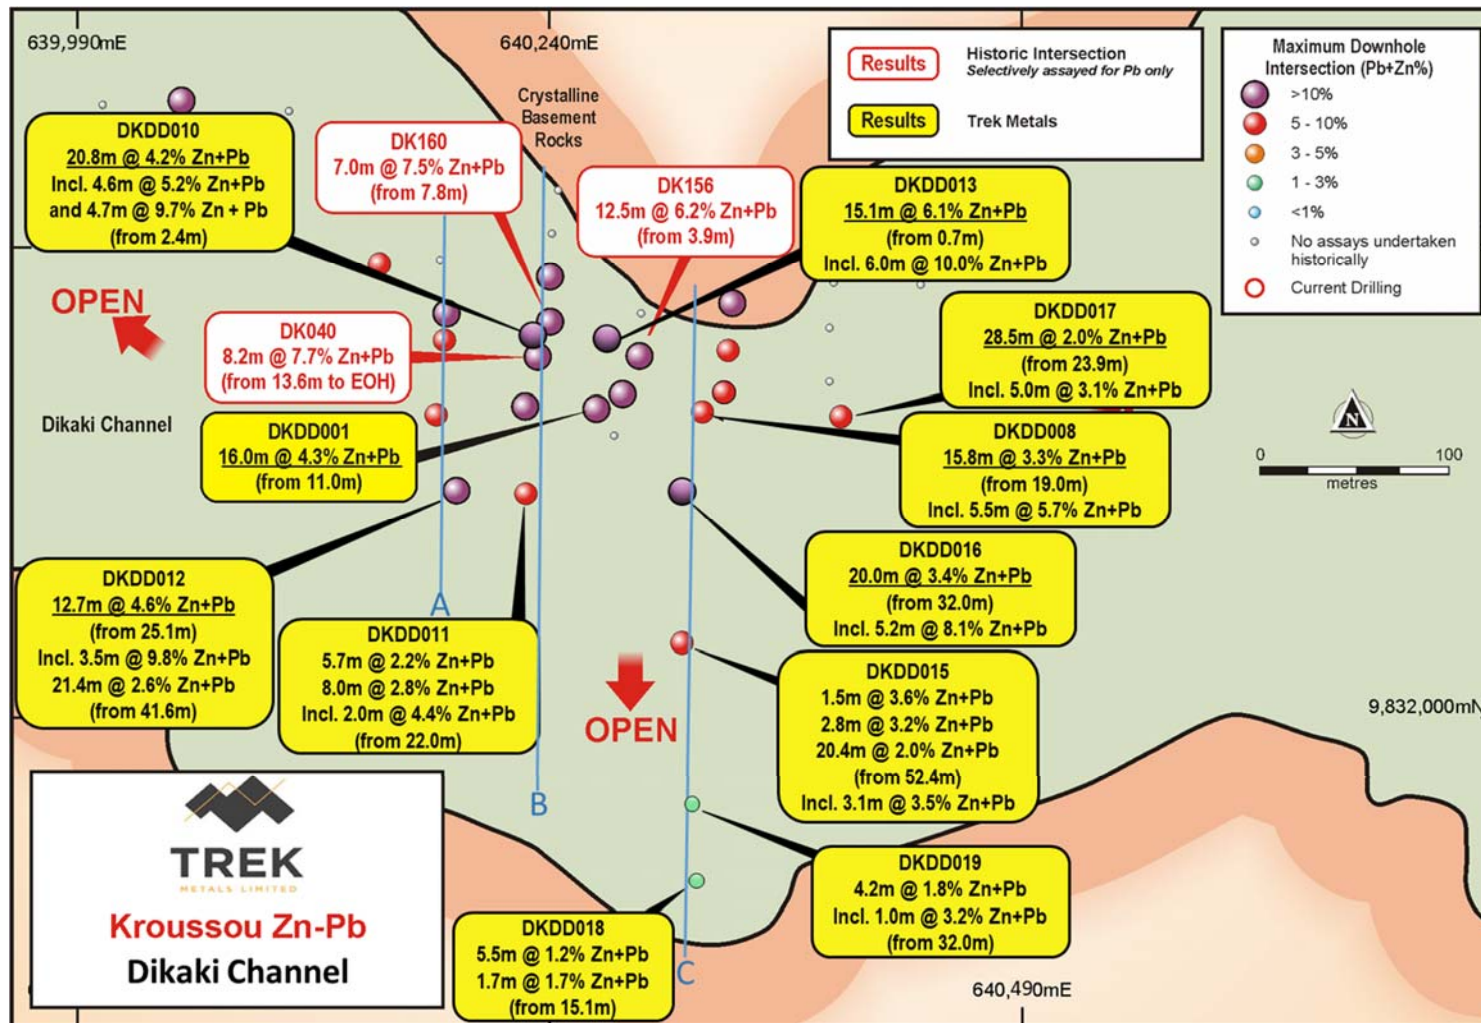 639,990mE
640,240mE
Crystalline
Basement
Rocks
Results
Historic Intersection
Selectively assayed for Pb only
Results
Trek Metals
Maximum Downhole
Intersection (Pb+Zn%)
>10%
5 - 10%
3 - 5%
1 - 3%
<1%
No assays undertaken
historically
Current Drilling
DKDD010
20.8m @ 4.2% Zn+Pb
Incl. 4.6m @ 5.2% Zn+Pb
and 4.7m @ 9.7% Zn + Pb
(from 2.4m)
DK160
7.0m @ 7.5% Zn+Pb
(from 7.8m)
DK156
12.5m @ 6.2% Zn+Pb
(from 3.9m)
DKDD013
15.1m @ 6.1% Zn+Pb
(from 0.7m)
Incl. 6.0m @ 10.0% Zn+Pb
OPEN
DK040
8.2m @ 7.7% Zn+Pb
(from 13.6m to EOH)
DKDD017
28.5m @ 2.0% Zn+Pb
(from 23.9m)
Incl. 5.0m @ 3.1% Zn+Pb
Dikaki Channel
DKDD001
16.0m @ 4.3% Zn+Pb
(from 11.0m)
DKDD008
15.8m @ 3.3% Zn+Pb
(from 19.0m)
Incl. 5.5m @ 5.7% Zn+Pb
N
0 100
metres
DKDD012
12.7m @ 4.6% Zn+Pb
(from 25.1m)
Incl. 3.5m @ 9.8% Zn+Pb
21.4m @ 2.6% Zn+Pb
(from 41.6m)
A
DKDD011
5.7m @ 2.2% Zn+Pb
8.0m @ 2.8% Zn+Pb
Incl. 2.0m @ 4.4% Zn+Pb
(from 22.0m)
B
DKDD016
20.0m @ 3.4% Zn+Pb
(from 32.0m)
Incl. 5.2m @ 8.1% Zn+Pb
OPEN
DKDD015
1.5m @ 3.6% Zn+Pb
2.8m @ 3.2% Zn+Pb
20.4m @ 2.0% Zn+Pb
(from 52.4m)
Incl. 3.1m @ 3.5% Zn+Pb
9,832,000mN
DKDD019
4.2m @ 1.8% Zn+Pb
Incl. 1.0m @ 3.2% Zn+Pb
(from 32.0m)
DKDD018
5.5m @ 1.2% Zn+Pb
1.7m @ 1.7% Zn+Pb
(from 15.1m)
C
640,490mE
TREK
METALS LIMITED
Kroussou Zn-Pb
Dikaki Channel